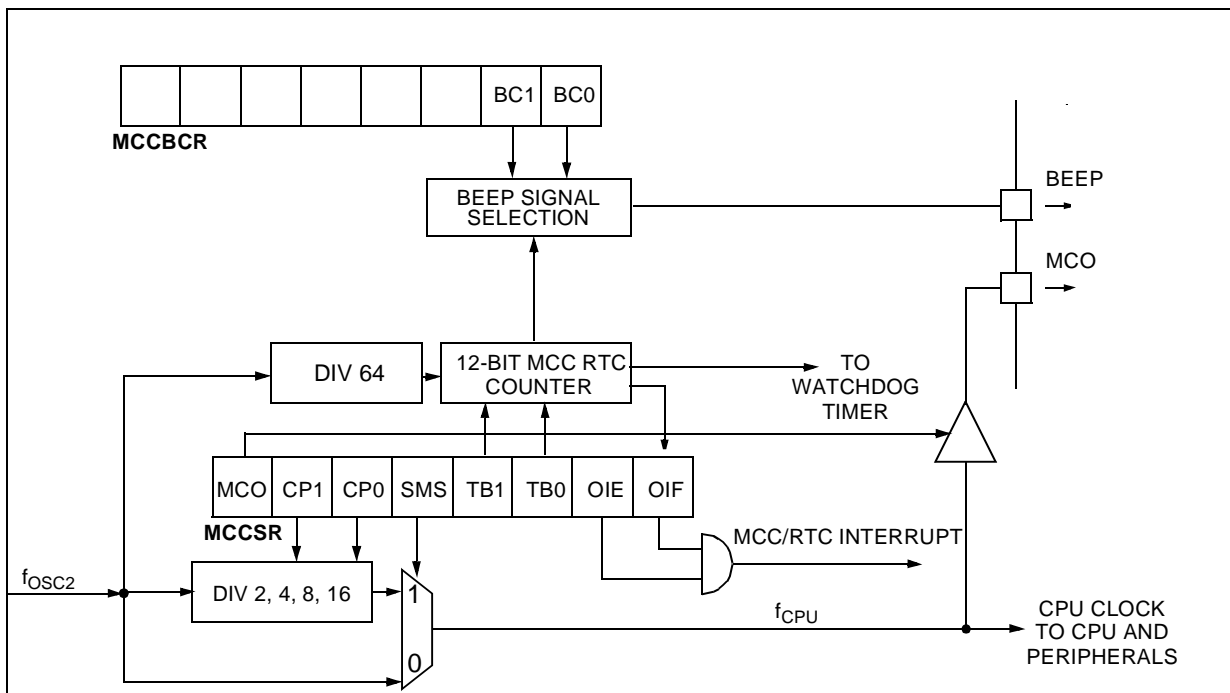 BC1 BC0
MCCBCR
BEEP SIGNAL
SELECTION
BEEP
MCO
DIV 64
12-BIT MCC RTC
COUNTER
TO
WATCHDOG
TIMER
MCO CP1 CP0 SMS TB1 TB0 OIE OIF
MCCSR
MCC/RTC INTERRUPT
fOSC2
DIV 2, 4, 8, 16
1
0
fCPU
CPU CLOCK
TO CPU AND
PERIPHERALS